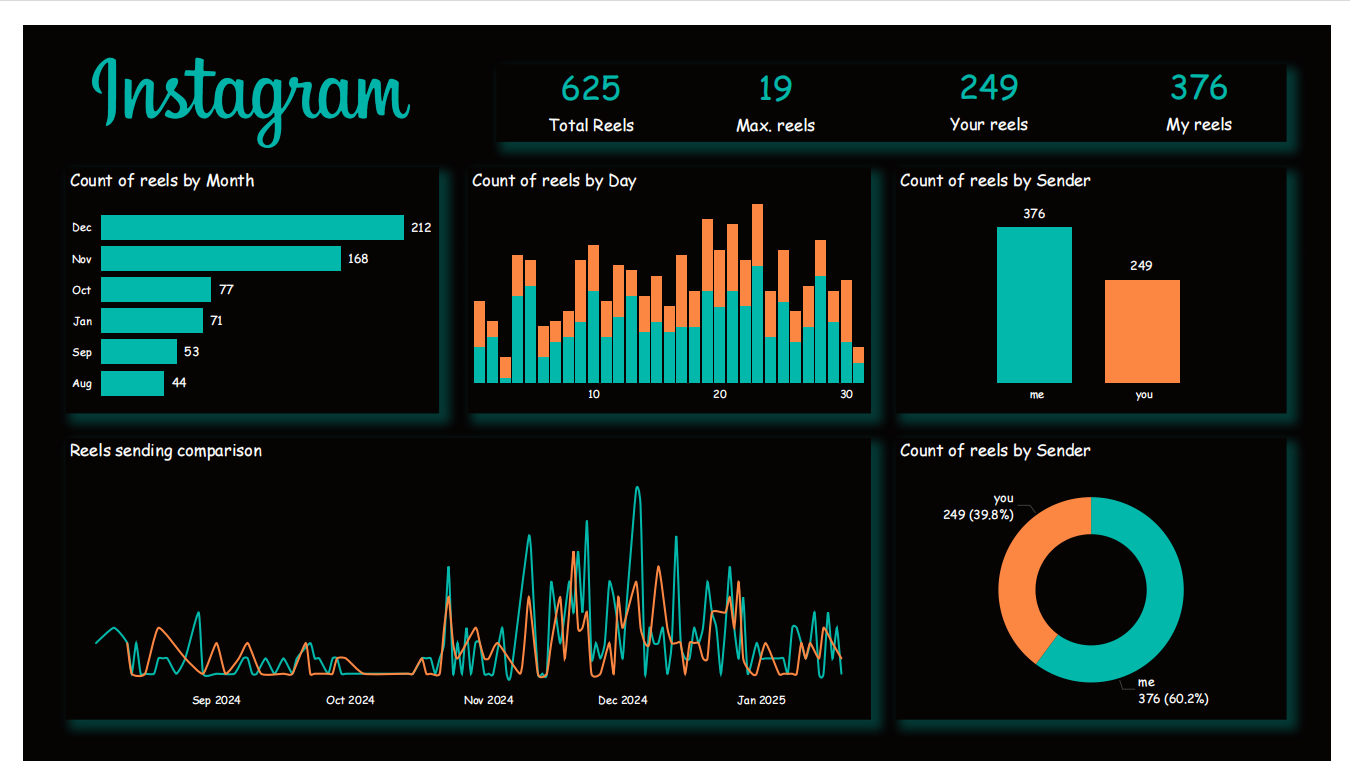 Instagram
625
Total Reels
19
Max. reels
249
Your reels
376
My reels
Count of reels by Month
Dec
212
Nov
168
Oct
77
Jan
71
Sep
53
Aug
44
Count of reels by Day
10
20
30
Count of reels by Sender
376
249
me
you
Reels sending comparison
Sep 2024
Oct 2024
Nov 2024
Dec 2024
Jan 2025
Count of reels by Sender
you
249 (39.8%)
me
376 (60.2%)